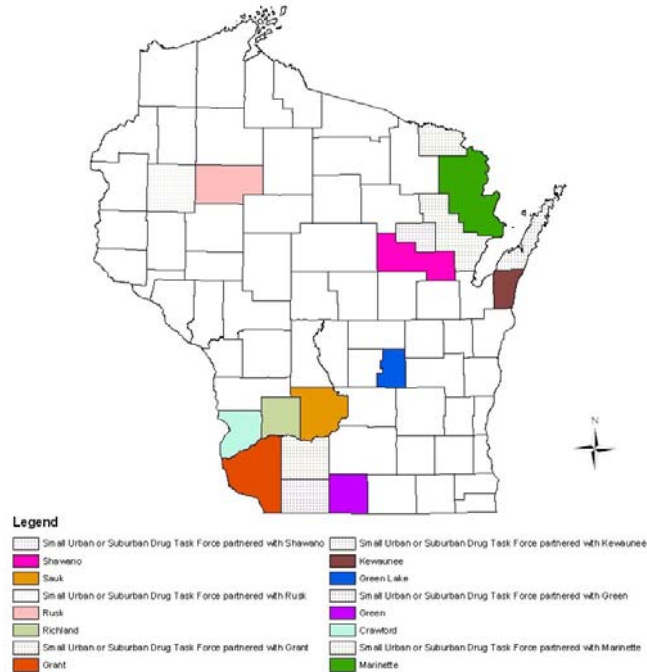 N
Legend
Small Urban or Suburban Drug Task Force partnered with Shawano
Shawano
Sauk
Small Urban or Suburban Drug Task Force partnered with Rusk
Rusk
Richland
Small Urban or Suburban Drug Task Force partnered with Grant
Grant
Small Urban or Suburban Drug Task Force partnered with Kewaunee
Kewaunee
Green Lake
Small Urban or Suburban Drug Task Force partnered with Green
Green
Crawford
Small Urban or Suburban Drug Task Force partnered with Marinette
Marinette